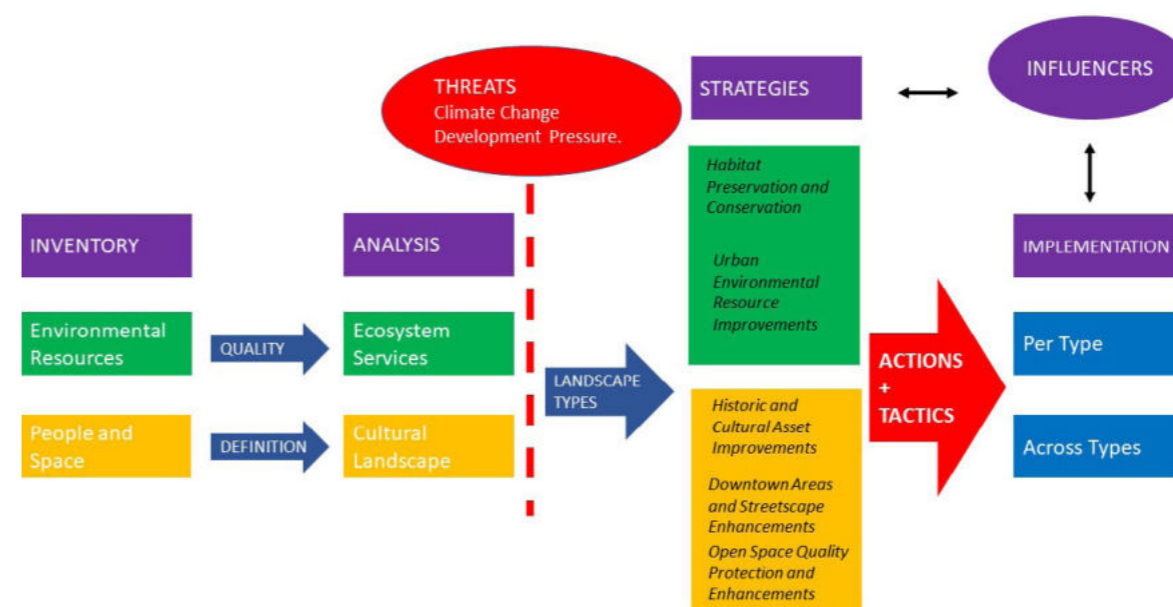 THREATS
Climate Change
Development Pressure.
STRATEGIES
INFLUENCERS
Habitat
Preservation and
Conservation
Urban
Environmental
Resource
Improvements
INVENTORY
ANALYSIS
IMPLEMENTATION
Environmental
Resources
QUALITY
Ecosystem
Services
LANDSCAPE
TYPES
ACTIONS
+
TACTICS
Per Type
People and
Space
DEFINITION
Cultural
Landscape
Historic and
Cultural Asset
Improvements
Downtown Areas
and Streetscape
Enhancements
Open Space Quality
Protection and
Enhancements
Across Types